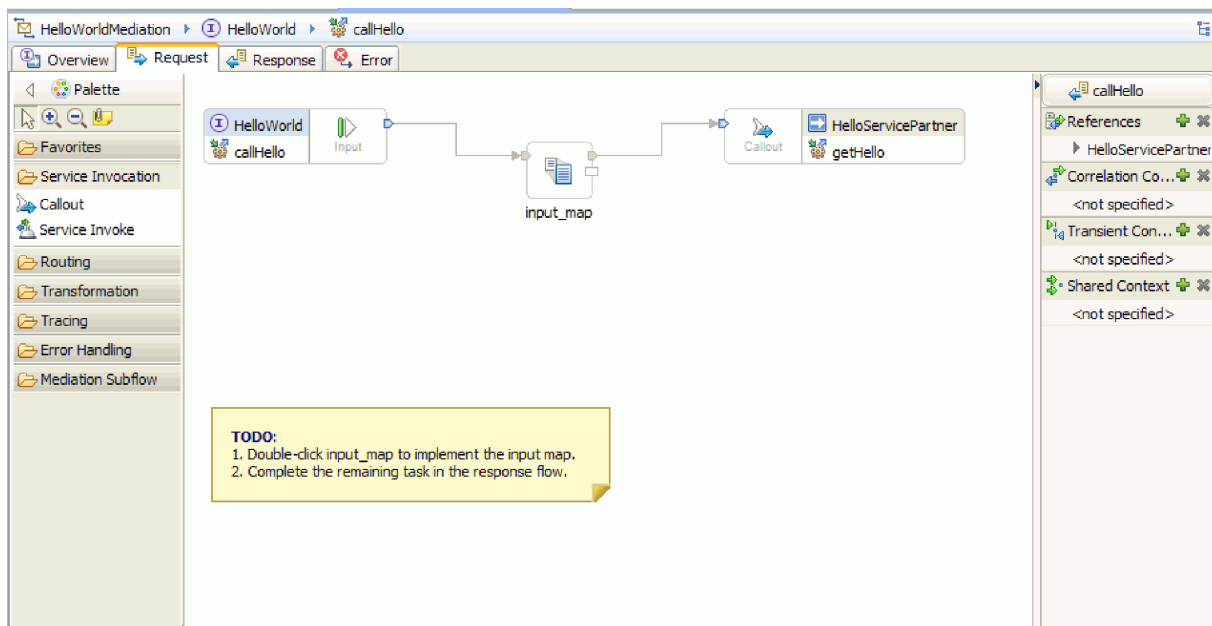 HelloWorldMediation HelloWorld callHello
Overview Request Response Error
Palette
Favorites
Service Invocation
Callout
Service Invoke
Routing
Transformation
Tracing
Error Handling
Mediation Subflow
HelloWorld
callHello
Input
input_map
Callout
HelloServicePartner
getHello
TODO:
1. Double-click input_map to implement the input map.
2. Complete the remaining task in the response flow.
callHello
References
HelloServicePartner
Correlation Co...
<not specified>
Transient Con...
<not specified>
Shared Context
<not specified>